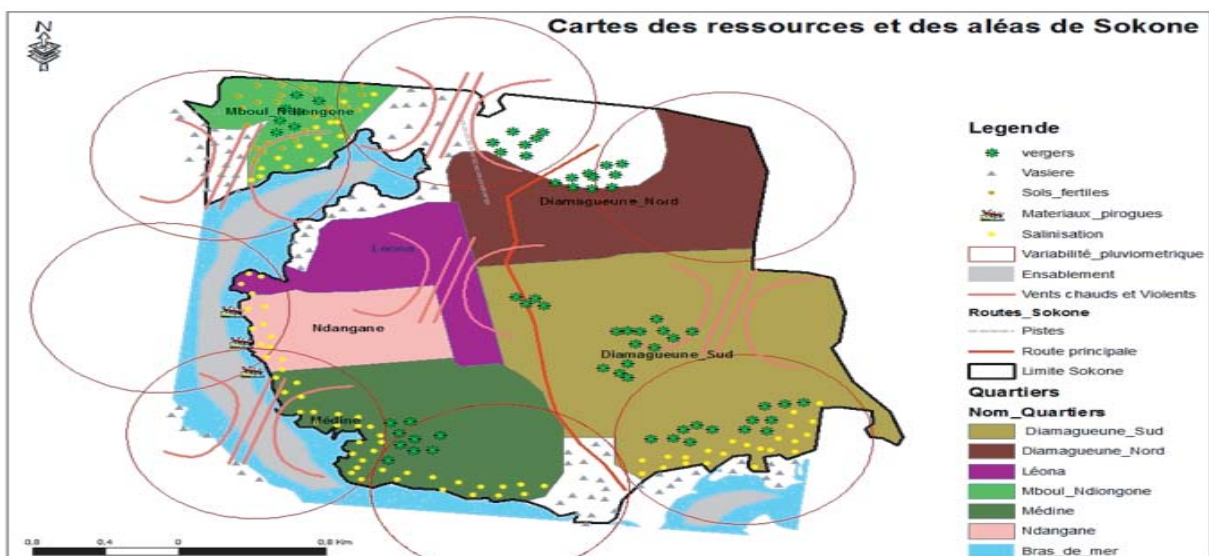 Cartes des ressources et des aléas de Sokone
N
Mboul_Ndiongone
Diamagueune_Nord
Leona
Ndangane
Diamagueune_Sud
Médine
0,8 0,4 0 0,8 Km
Legende
vergers
Vasiere
Sols_fertiles
Materiaux_pirogues
Salinisation
Variabilité_pluviometrique
Ensablement
Vents chauds et Violents
Routes_Sokone
Pistes
Route principale
Limite Sokone
Quartiers
Nom_Quartiers
Diamagueune_Sud
Diamagueune_Nord
Léona
Mboul_Ndiongone
Médine
Ndangane
Bras_de_mer